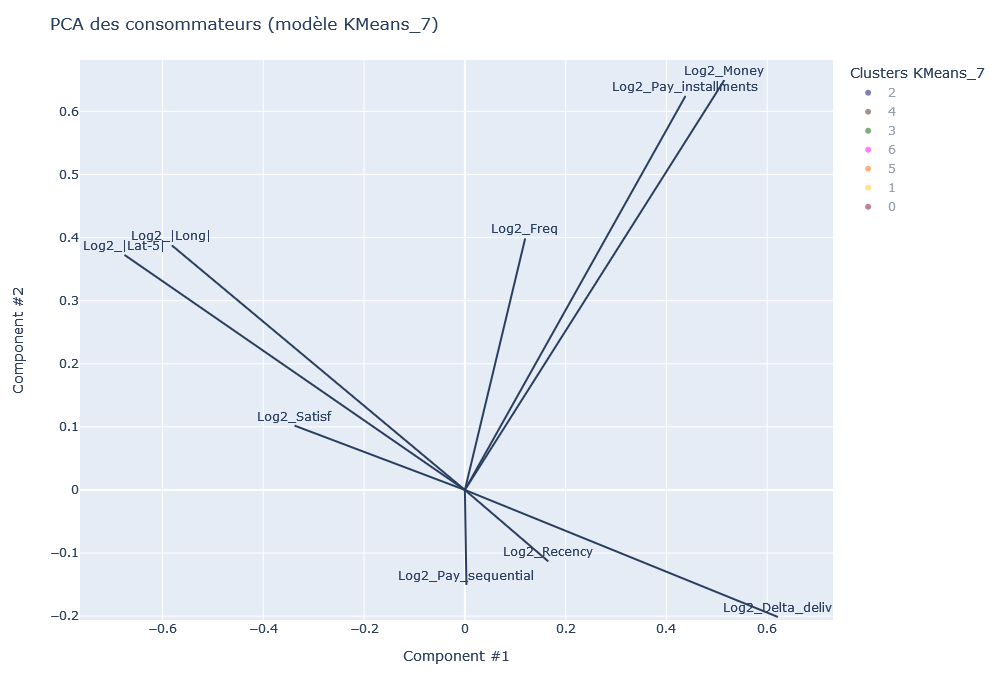 PCA des consommateurs (modèle KMeans_7)
Clusters KMeans_7
2
4
3
6
5
1
0
Log2_Money
Log2_Pay_installments
Log2_Freq
Log2_|Long|
Log2_|Lat-5|
Log2_Satisf
Log2_Recency
Log2_Pay_sequential
Log2_Delta_deliv
0.6
0.5
0.4
0.3
0.2
0.1
0
−0.1
−0.2
Component #2
−0.6
−0.4
−0.2
0
0.2
0.4
0.6
Component #1